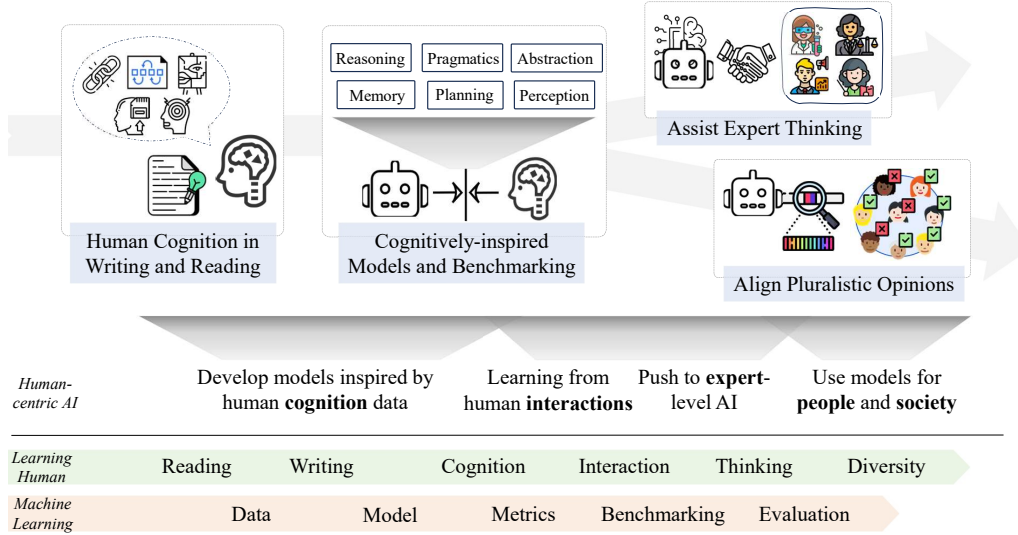 Reasoning
Pragmatics
Abstraction
Memory
Planning
Perception
Assist Expert Thinking
Human Cognition in
Writing and Reading
Cognitively-inspired
Models and Benchmarking
Align Pluralistic Opinions
Human-
centric AI
Develop models inspired by
human cognition data
Learning from
human interactions
Push to expert-
level AI
Use models for
people and society
Learning
Human
Reading
Writing
Cognition
Interaction
Thinking
Diversity
Machine
Learning
Data
Model
Metrics
Benchmarking
Evaluation